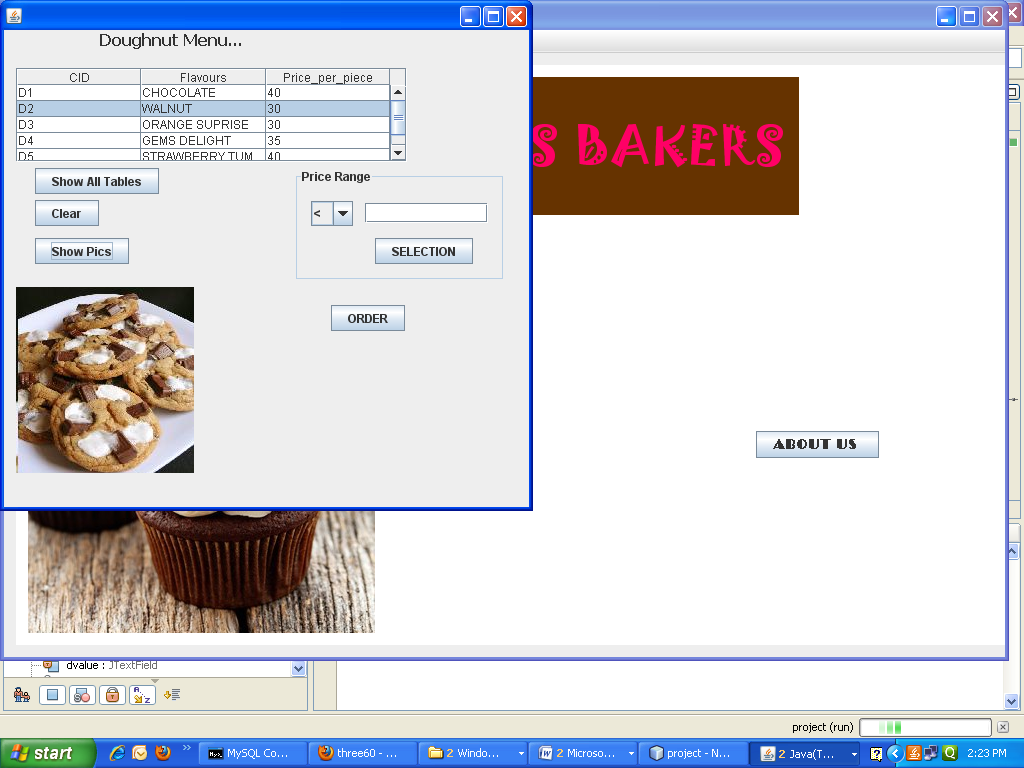 Doughnut Menu...
CID Flavours Price_per_piece
D1 CHOCOLATE 40
D2 WALNUT 30
D3 ORANGE SUPRISE 30
D4 GEMS DELIGHT 35
D5 STRAWBERRY TUM 40
Show All Tables
Clear
Show Pics
Price Range
<
SELECTION
ORDER
S BAKERS
ABOUT US
dvalue : JTextField
project (run)
start
MySQL Co...
three60 - ...
2 Windo...
2 Microso...
project - N...
2 Java(T...
2:23 PM